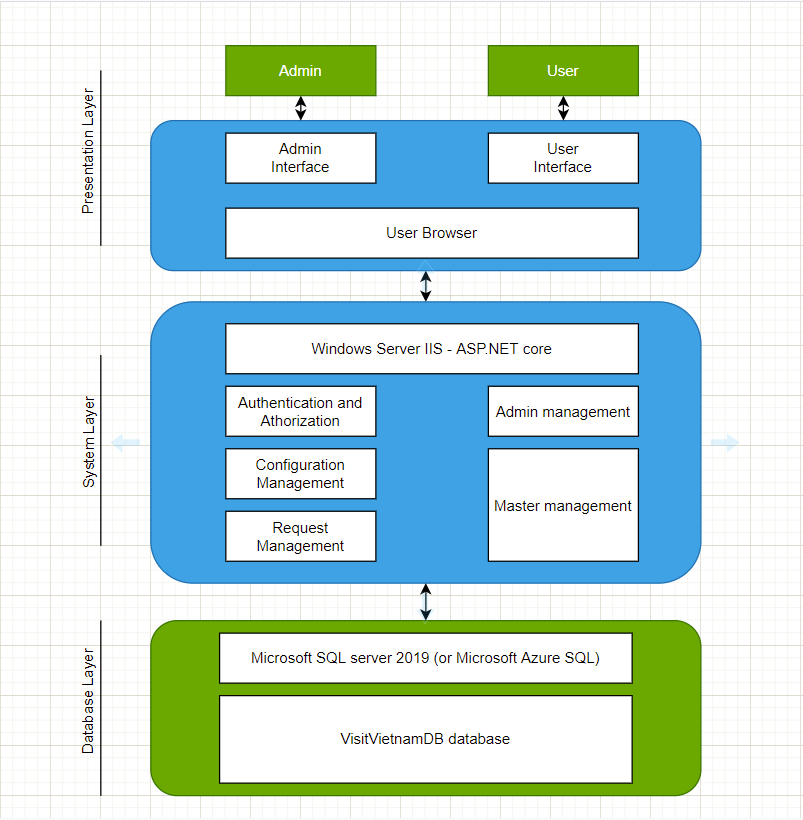 Admin
User
Presentation Layer
Admin
Interface
User
Interface
User Browser
System Layer
Windows Server IIS - ASP.NET core
Authentication and
Athorization
Admin management
Configuration
Management
Master management
Request
Management
Database Layer
Microsoft SQL server 2019 (or Microsoft Azure SQL)
VisitVietnamDB database